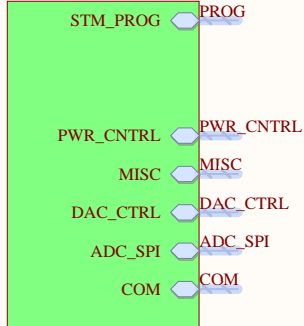 STM_PROG PROG
PWR_CNTRL PWR_CNTRL
MISC MISC
DAC_CTRL DAC_CTRL
ADC_SPI ADC_SPI
COM COM